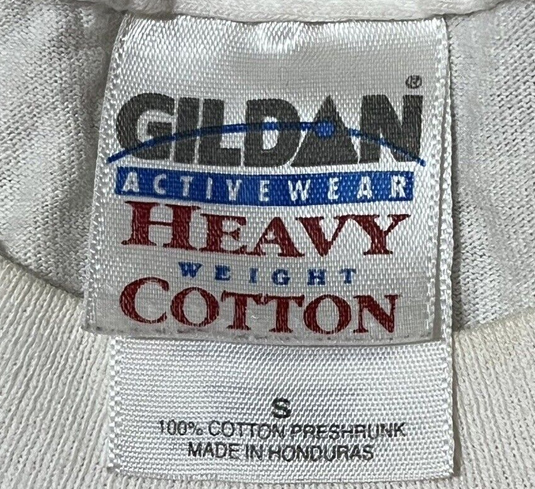 GILDAN®
ACTIVEWEAR
HEAVY
WEIGHT
COTTON
S
100% COTTON PRESHRUNK
MADE IN HONDURAS